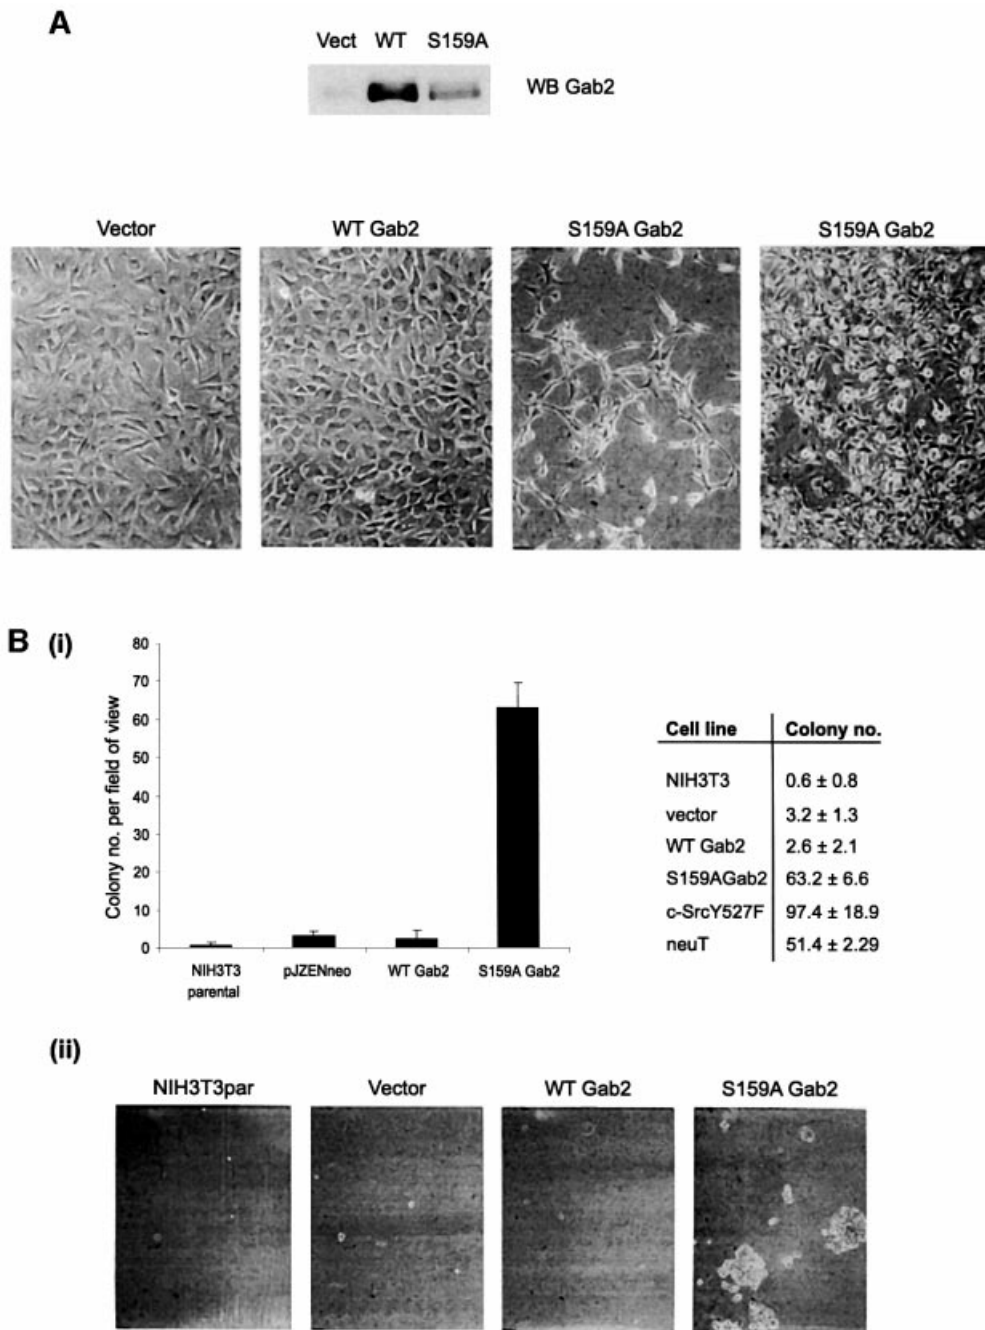 A
Vect WT S159A
WB Gab2
Vector WT Gab2 S159A Gab2 S159A Gab2
B (i)
80
70
60
50
40
30
20
10
0
Colony no. per field of view
NIH3T3 parental pJZENneo WT Gab2 S159A Gab2
Cell line Colony no.
NIH3T3 0.6 ± 0.8
vector 3.2 ± 1.3
WT Gab2 2.6 ± 2.1
S159AGab2 63.2 ± 6.6
c-SrcY527F 97.4 ± 18.9
neuT 51.4 ± 2.29
(ii)
NIH3T3par Vector WT Gab2 S159A Gab2